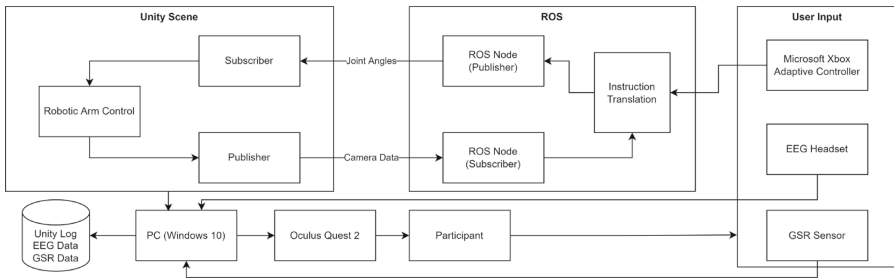 Unity Scene
ROS
User Input
Subscriber
Joint Angles
ROS Node
(Publisher)
Microsoft Xbox
Adaptive Controller
Robotic Arm Control
Instruction
Translation
Publisher
Camera Data
ROS Node
(Subscriber)
EEG Headset
Unity Log
EEG Data
GSR Data
PC (Windows 10)
Oculus Quest 2
Participant
GSR Sensor